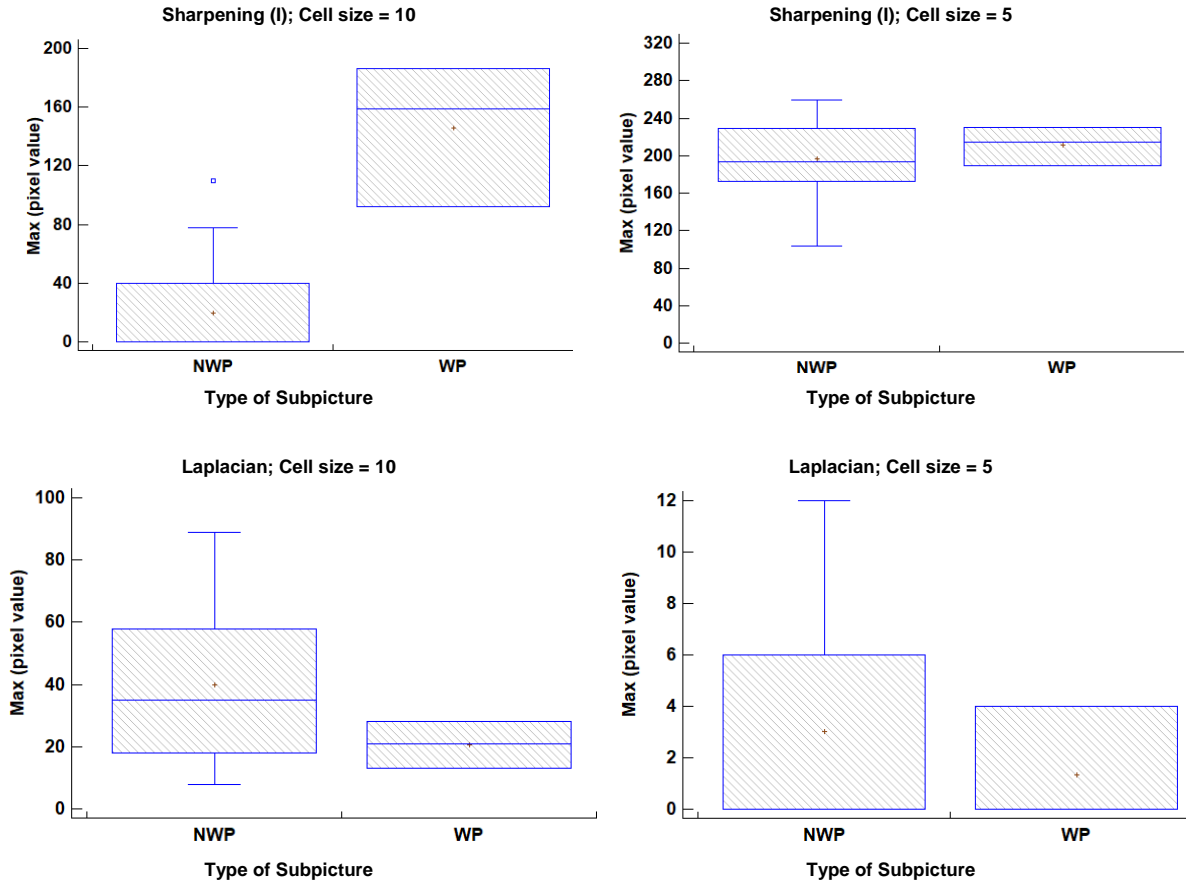 Sharpening (I); Cell size = 10
200
160
120
80
40
0
Max (pixel value)
NWP WP
Type of Subpicture
Sharpening (I); Cell size = 5
320
280
240
200
160
120
80
40
0
Max (pixel value)
NWP WP
Type of Subpicture
Laplacian; Cell size = 10
100
80
60
40
20
0
Max (pixel value)
NWP WP
Type of Subpicture
Laplacian; Cell size = 5
12
10
8
6
4
2
0
Max (pixel value)
NWP WP
Type of Subpicture